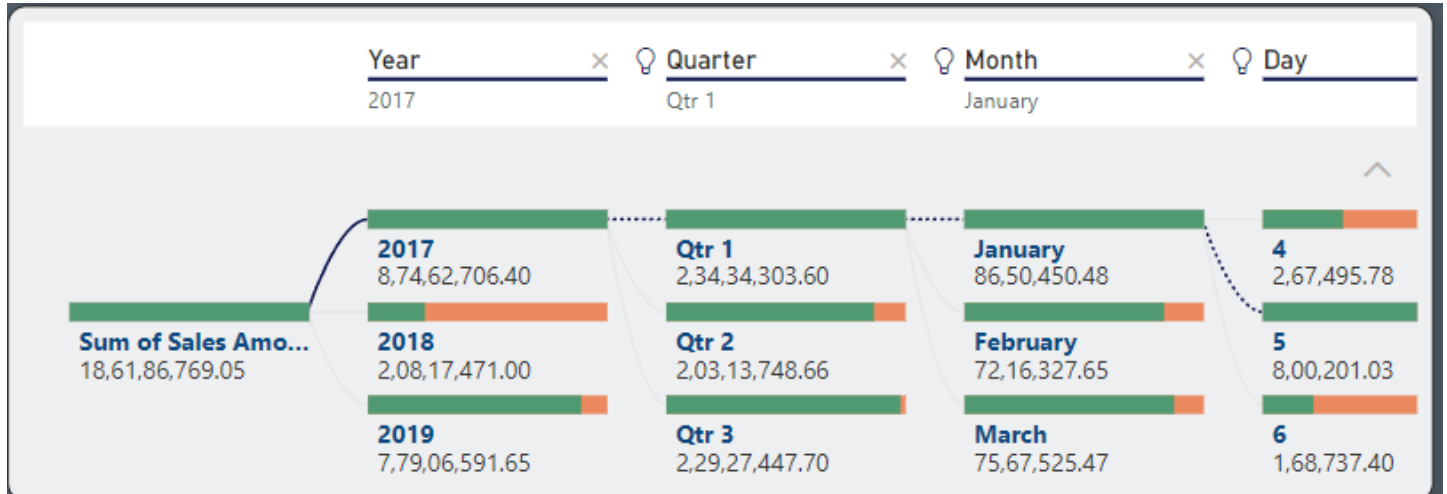 Year
Quarter
Month
Day
2017
Qtr 1
January
2017
8,74,62,706.40
Qtr 1
2,34,34,303.60
January
86,50,450.48
4
2,67,495.78
Sum of Sales Amo...
18,61,86,769.05
2018
2,08,17,471.00
Qtr 2
2,03,13,748.66
February
72,16,327.65
5
8,00,201.03
2019
7,79,06,591.65
Qtr 3
2,29,27,447.70
March
75,67,525.47
6
1,68,737.40